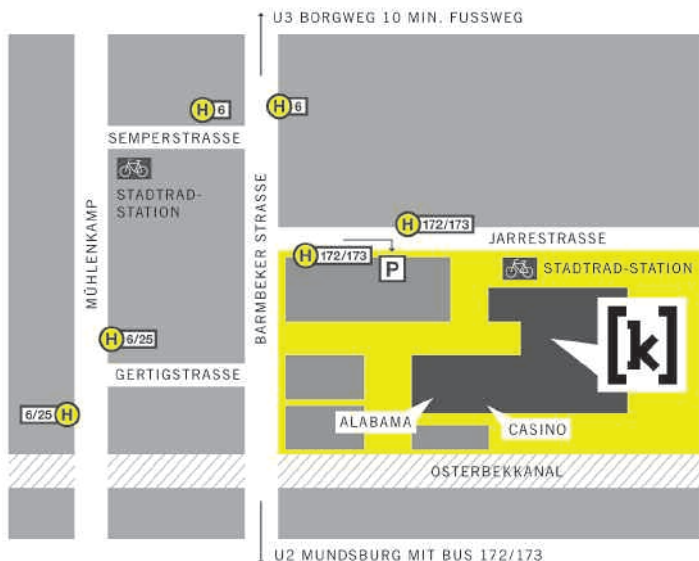 U3 BORGWEG 10 MIN. FUSSWEG
H 6
H 6
SEMPERSTRASSE
STADTRAD-
STATION
MÜHLENKAMP
BARMBEKER STRASSE
H 172/173
JARRESTRASSE
H 172/173
P
STADTRAD-STATION
[k]
H 6/25
GERTIGSTRASSE
6/25 H
ALABAMA
CASINO
OSTERBEKKANAL
U2 MUNDSBURG MIT BUS 172/173